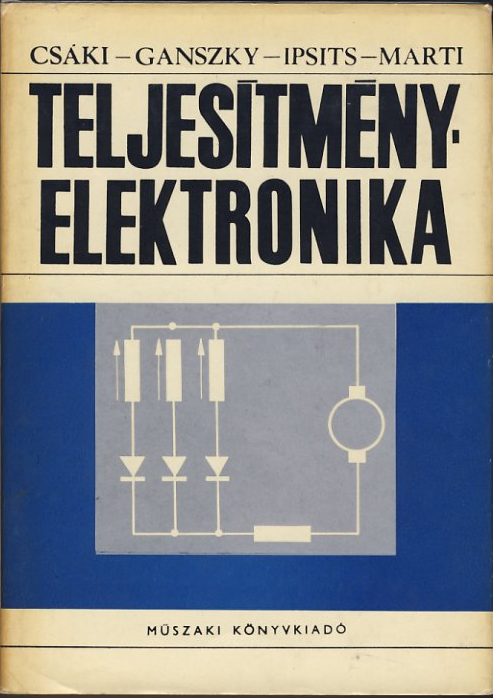 CSÁKI – GANSZKY – IPSITS – MARTI
TELJESÍTMÉNY-
ELEKTRONIKA
MŰSZAKI KÖNYVKIADÓ